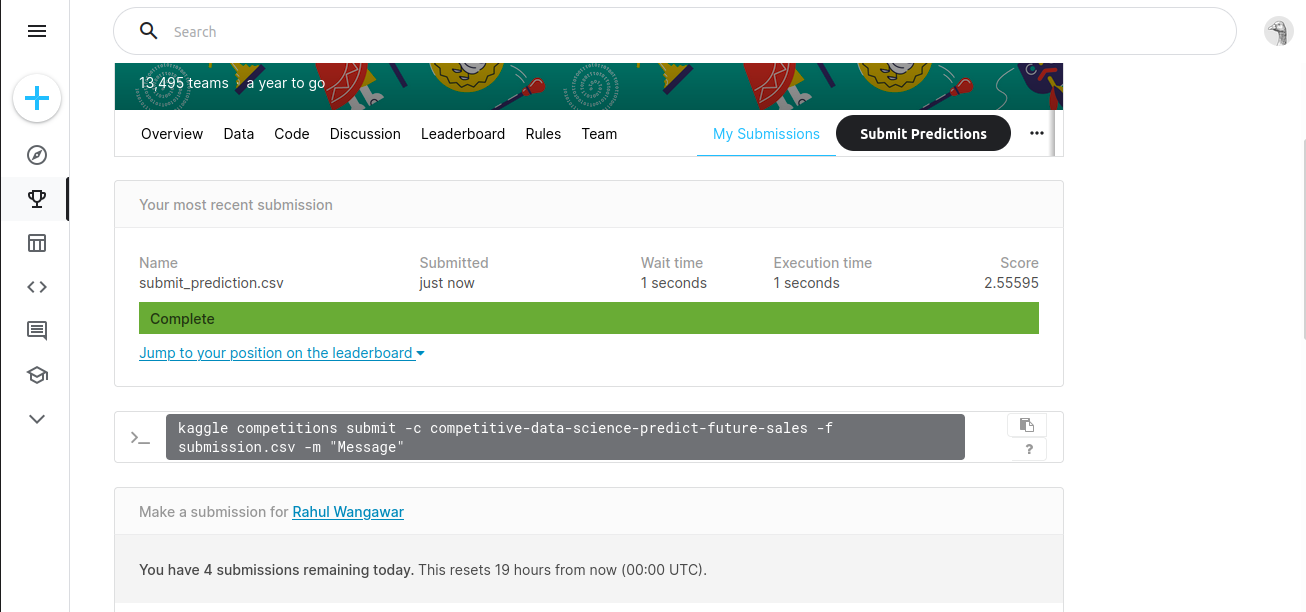 Search
13,495 teams · a year to go
Overview Data Code Discussion Leaderboard Rules Team My Submissions Submit Predictions
Your most recent submission
Name Submitted Wait time Execution time Score
submit_prediction.csv just now 1 seconds 1 seconds 2.55595
Complete
Jump to your position on the leaderboard
kaggle competitions submit -c competitive-data-science-predict-future-sales -f
submission.csv -m "Message"
?
Make a submission for Rahul Wangawar
You have 4 submissions remaining today. This resets 19 hours from now (00:00 UTC).